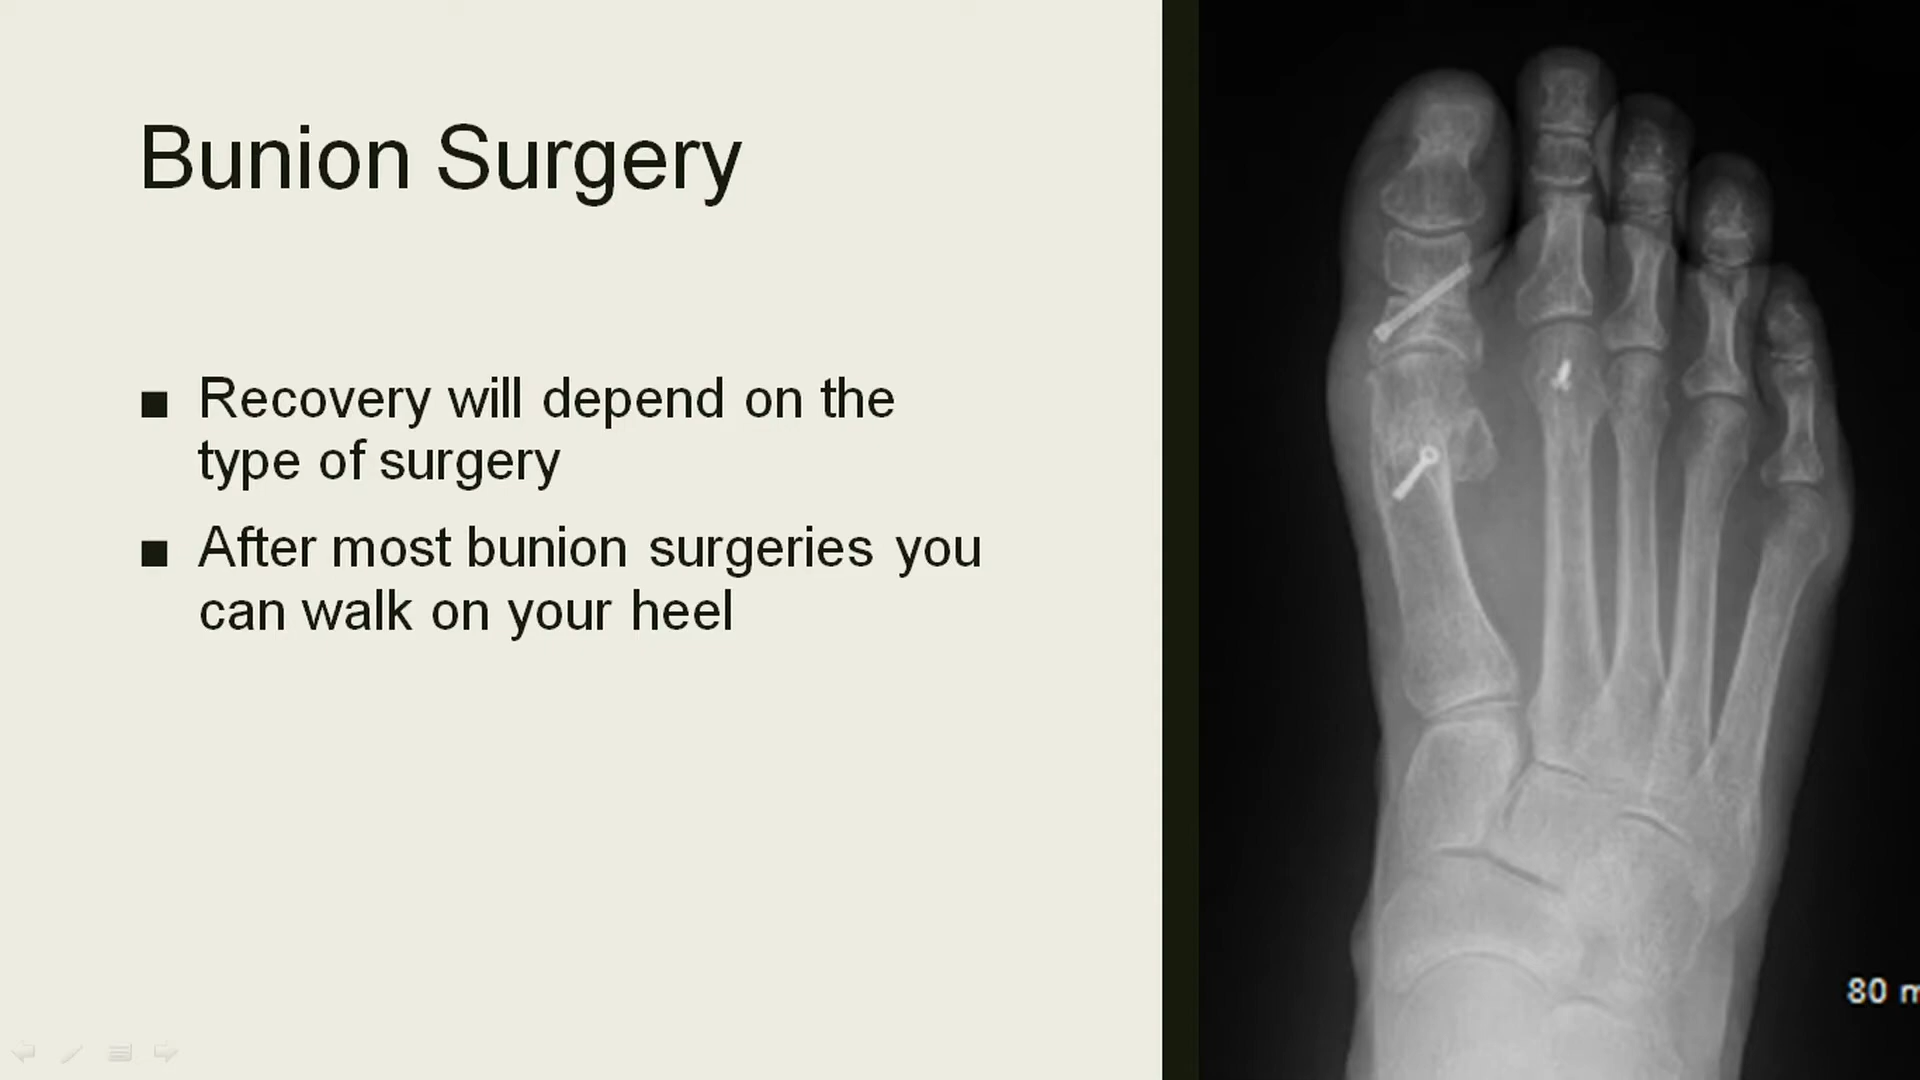 Bunion Surgery
■ Recovery will depend on the
type of surgery
■ After most bunion surgeries you
can walk on your heel
80 m